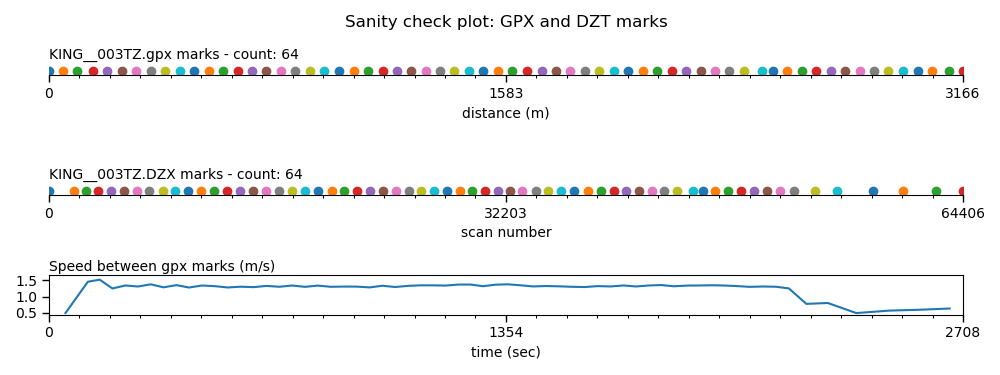 Sanity check plot: GPX and DZT marks
KING__003TZ.gpx marks - count: 64
0 1583 3166
distance (m)
KING__003TZ.DZX marks - count: 64
0 32203 64406
scan number
Speed between gpx marks (m/s)
1.5
1.0
0.5
0 1354 2708
time (sec)